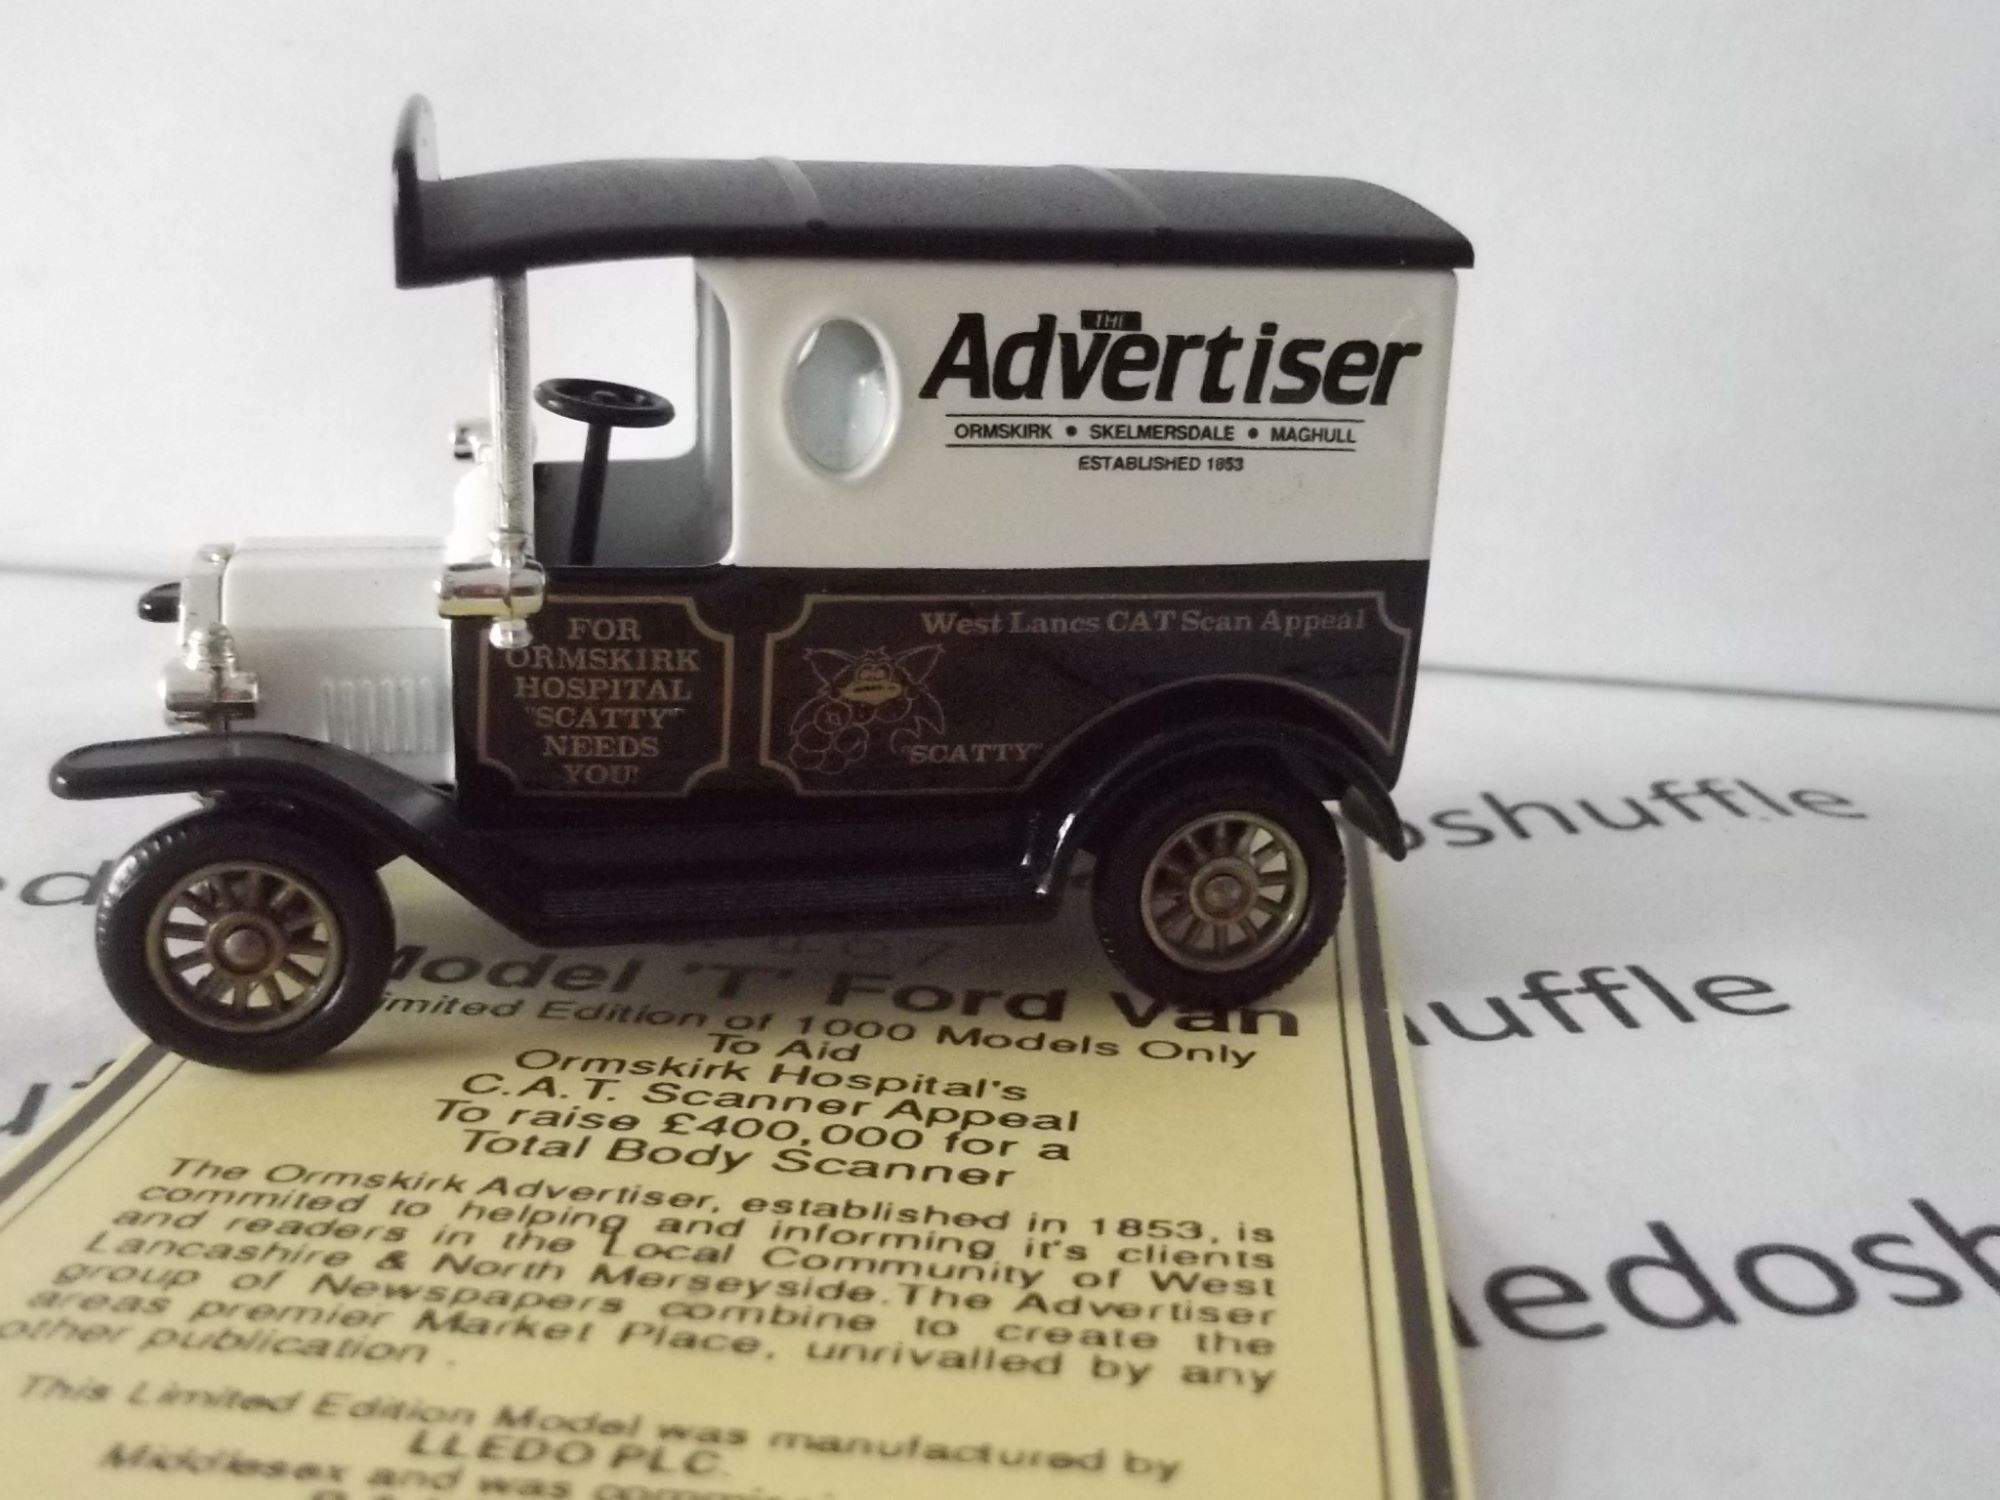 THE
Advertiser
ORMSKIRK • SKELMERSDALE • MAGHULL
ESTABLISHED 1853
FOR
ORMSKIRK
HOSPITAL
"SCATTY"
NEEDS
YOU!
West Lancs CAT Scan Appeal
"SCATTY"
Model 'T' Ford Van
imited Edition of 1000 Models Only
To Aid
Ormskirk Hospital's
C.A.T. Scanner Appeal
To raise £400,000 for a
Total Body Scanner
The Ormskirk Advertiser, established in 1853, is
commited to helping and informing it's clients
and readers in the Local Community of West
Lancashire & North Merseyside.The Advertiser
group of Newspapers combine to create the
areas premier Market Place, unrivalled by any
other publication.
This Limited Edition Model was manufactured by
LLEDO PLC.
Middlesex and was
oshuffle
uffle
ledosh